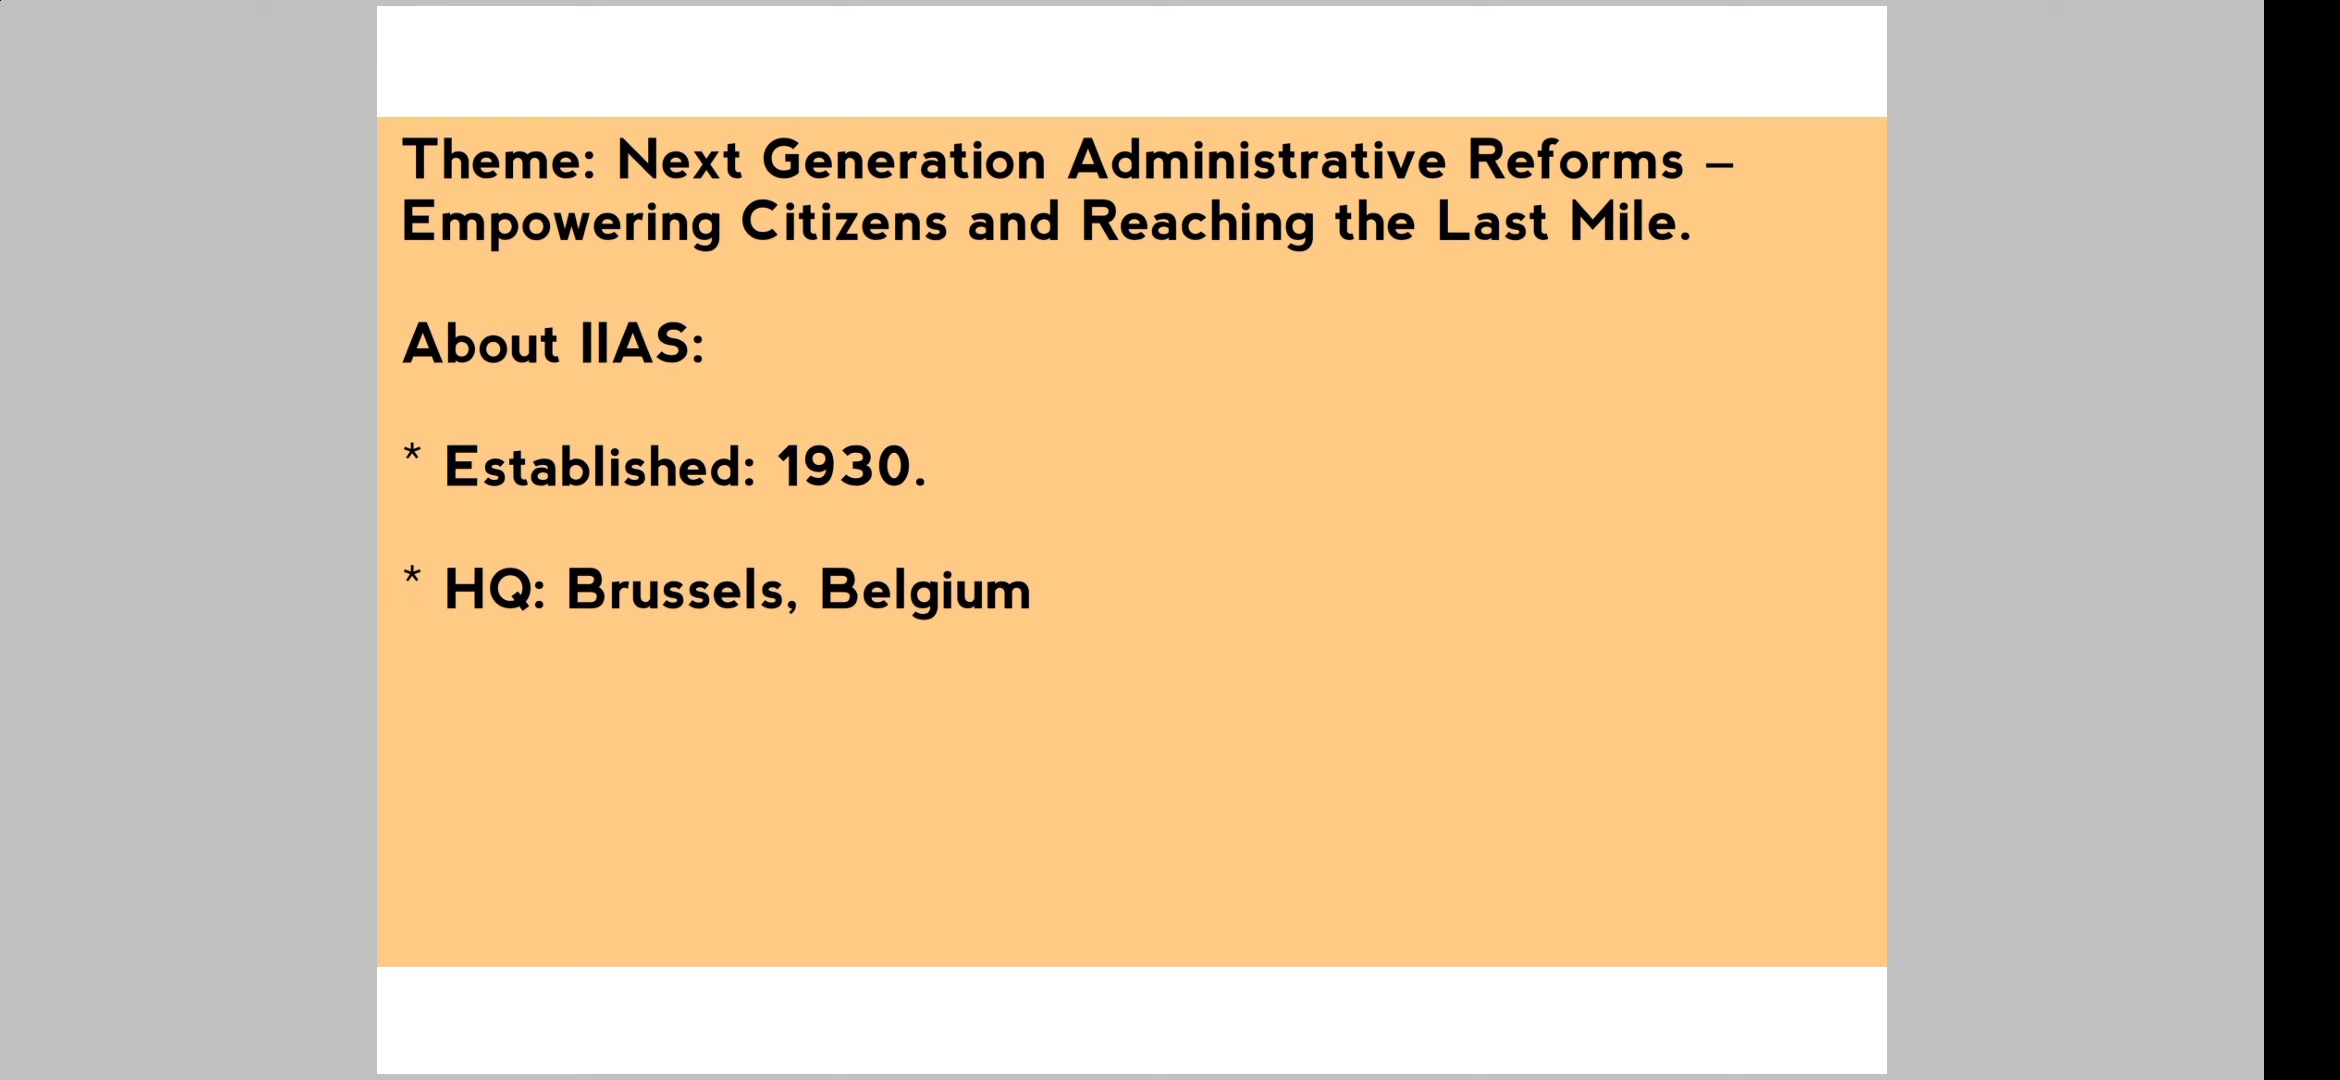 Theme: Next Generation Administrative Reforms –
Empowering Citizens and Reaching the Last Mile.
About IIAS:
* Established: 1930.
* HQ: Brussels, Belgium